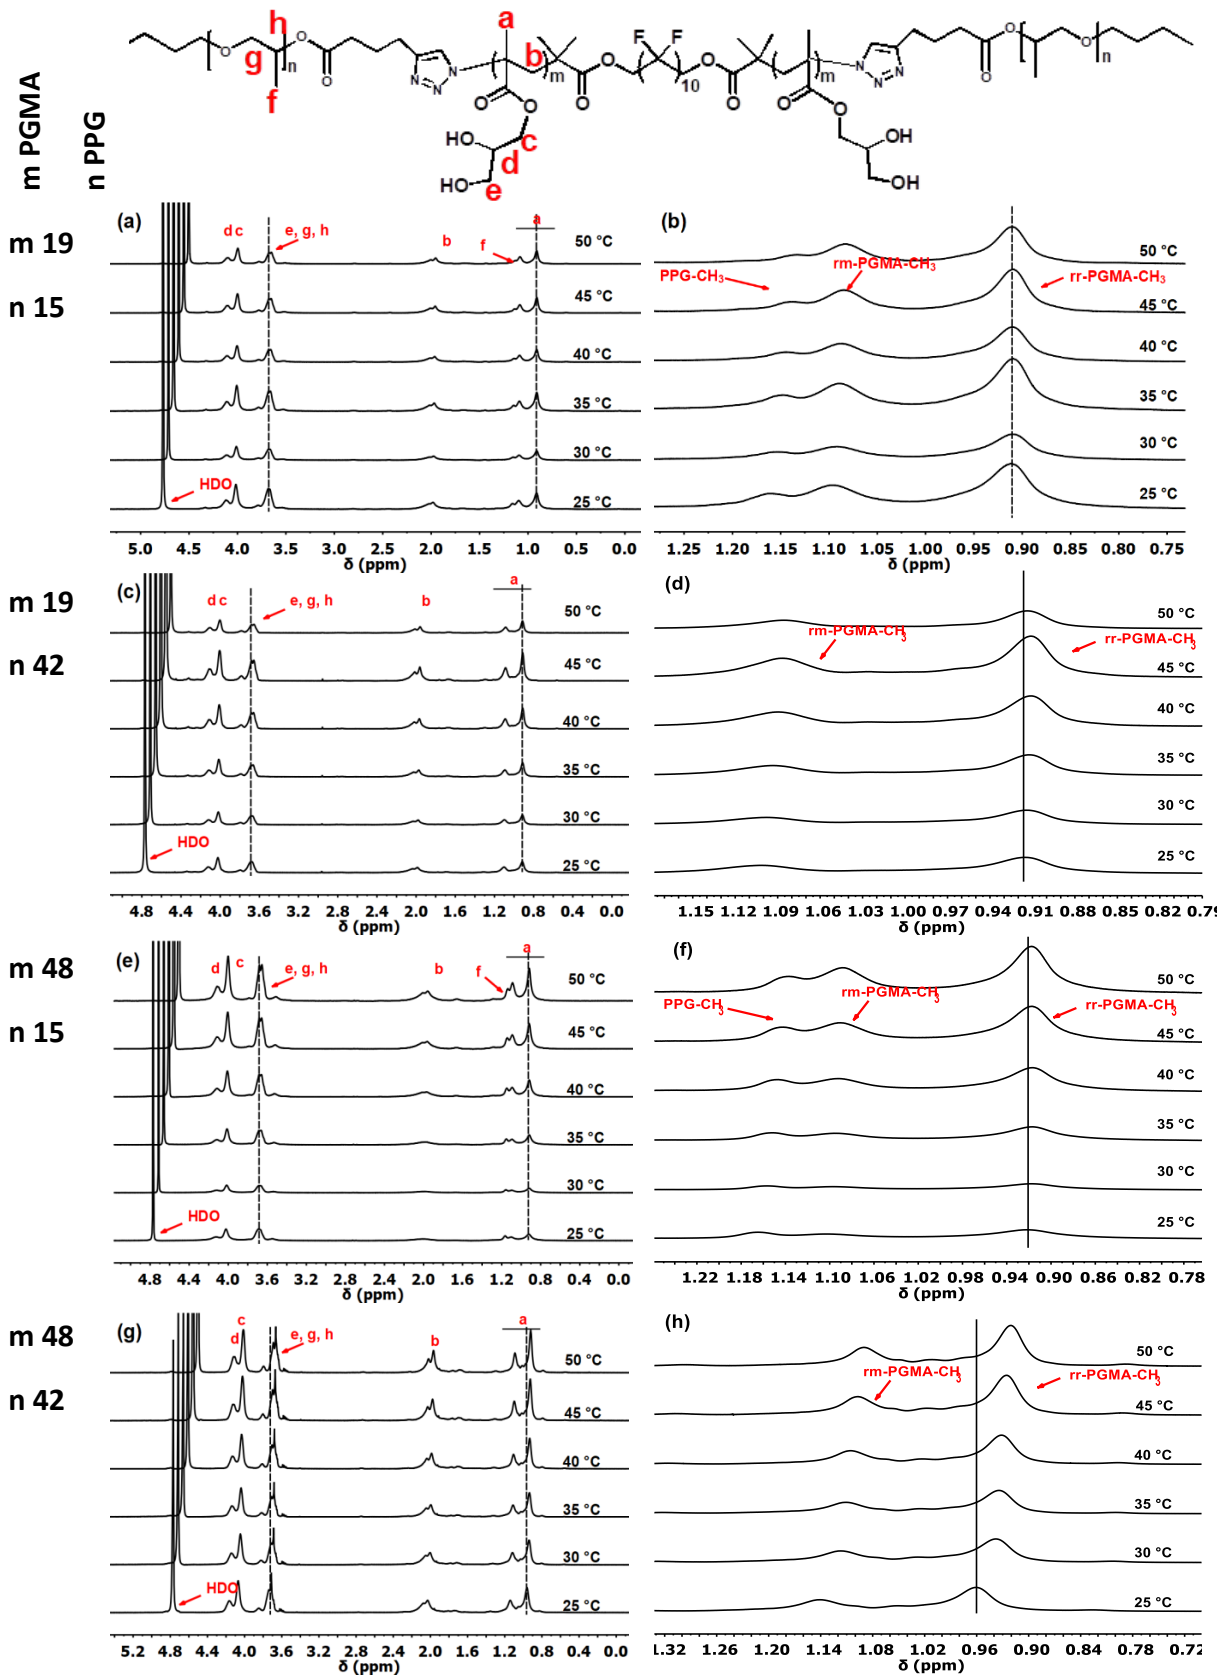 a
h
b
F F
g
n
f
m
10
m
n
N=N
N
N
N=N
O
O
O
O
O
O
O
O
c
d
e
HO
HO
OH
OH
m PGMA
n PPG
m 19
n 15
(a)
d c
e, g, h
b
f
a
50 °C
45 °C
40 °C
35 °C
30 °C
25 °C
HDO
5.0 4.5 4.0 3.5 3.0 2.5 2.0 1.5 1.0 0.5 0.0
δ (ppm)
(b)
PPG-CH3
rm-PGMA-CH3
rr-PGMA-CH3
50 °C
45 °C
40 °C
35 °C
30 °C
25 °C
1.25 1.20 1.15 1.10 1.05 1.00 0.95 0.90 0.85 0.80 0.75
δ (ppm)
m 19
n 42
(c)
d c
e, g, h
b
a
50 °C
45 °C
40 °C
35 °C
30 °C
25 °C
HDO
4.8 4.4 4.0 3.6 3.2 2.8 2.4 2.0 1.6 1.2 0.8 0.4 0.0
δ (ppm)
(d)
rm-PGMA-CH3
rr-PGMA-CH3
50 °C
45 °C
40 °C
35 °C
30 °C
25 °C
1.15 1.12 1.09 1.06 1.03 1.00 0.97 0.94 0.91 0.88 0.85 0.82 0.79
δ (ppm)
m 48
n 15
(e)
d c
e, g, h
b
f
a
50 °C
45 °C
40 °C
35 °C
30 °C
25 °C
HDO
4.8 4.4 4.0 3.6 3.2 2.8 2.4 2.0 1.6 1.2 0.8 0.4 0.0
δ (ppm)
(f)
PPG-CH3
rm-PGMA-CH3
rr-PGMA-CH3
50 °C
45 °C
40 °C
35 °C
30 °C
25 °C
1.22 1.18 1.14 1.10 1.06 1.02 0.98 0.94 0.90 0.86 0.82 0.78
δ (ppm)
m 48
n 42
(g)
c
d
e, g, h
b
a
50 °C
45 °C
40 °C
35 °C
30 °C
25 °C
HDO
5.2 4.8 4.4 4.0 3.6 3.2 2.8 2.4 2.0 1.6 1.2 0.8 0.4 0.0
δ (ppm)
(h)
rm-PGMA-CH3
rr-PGMA-CH3
50 °C
45 °C
40 °C
35 °C
30 °C
25 °C
1.32 1.26 1.20 1.14 1.08 1.02 0.96 0.90 0.84 0.78 0.72
δ (ppm)